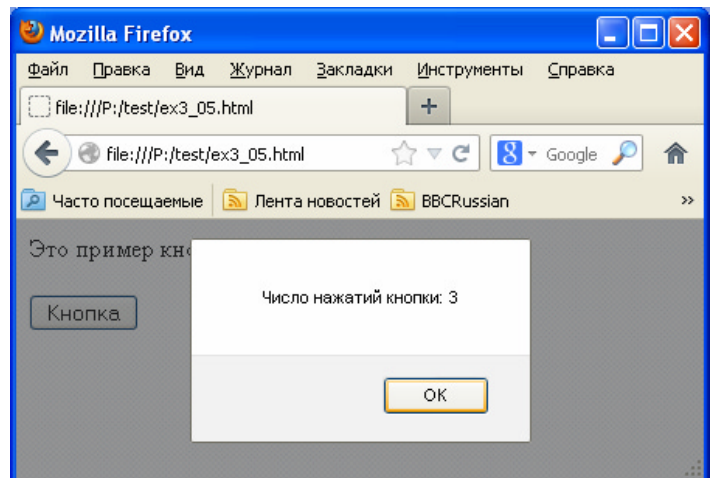 Mozilla Firefox
Файл Правка Вид Журнал Закладки Инструменты Справка
file:///P:/test/ex3_05.html +
file:///P:/test/ex3_05.html 8 Google
Часто посещаемые Лента новостей BBCRussian »
Это пример
Число нажатий кнопки: 3
Кнопка
OK